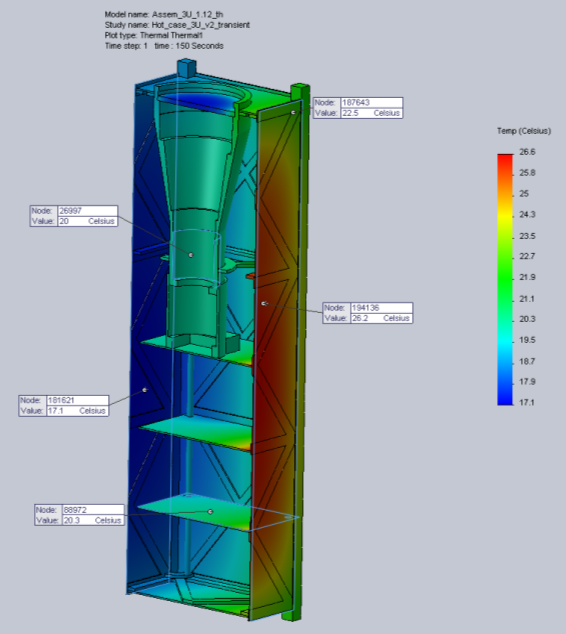 Model name: Assem_3U_1.12_th
Study name: Hot_case_3U_v2_transient
Plot type: Thermal Thermal1
Time step: 1 time : 150 Seconds
Node: 187643
Value: 22.5 Celsius
Temp (Celsius)
26.6
25.8
25
24.3
23.5
22.7
21.9
21.1
20.3
19.5
18.7
17.9
17.1
Node: 26997
Value: 20 Celsius
Node: 194136
Value: 26.2 Celsius
Node: 181621
Value: 17.1 Celsius
Node: 88972
Value: 20.3 Celsius